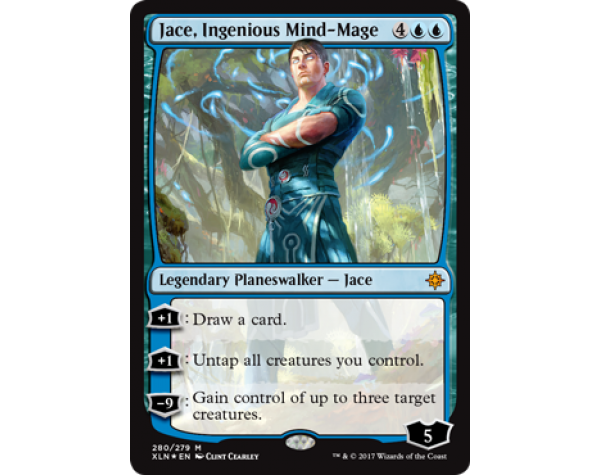 Jace, Ingenious Mind-Mage 4
Legendary Planeswalker — Jace
+1: Draw a card.
+1: Untap all creatures you control.
-9: Gain control of up to three target
creatures.
5
280/279 M
XLN ★ EN Clint Cearley
™ & © 2017 Wizards of the Coast